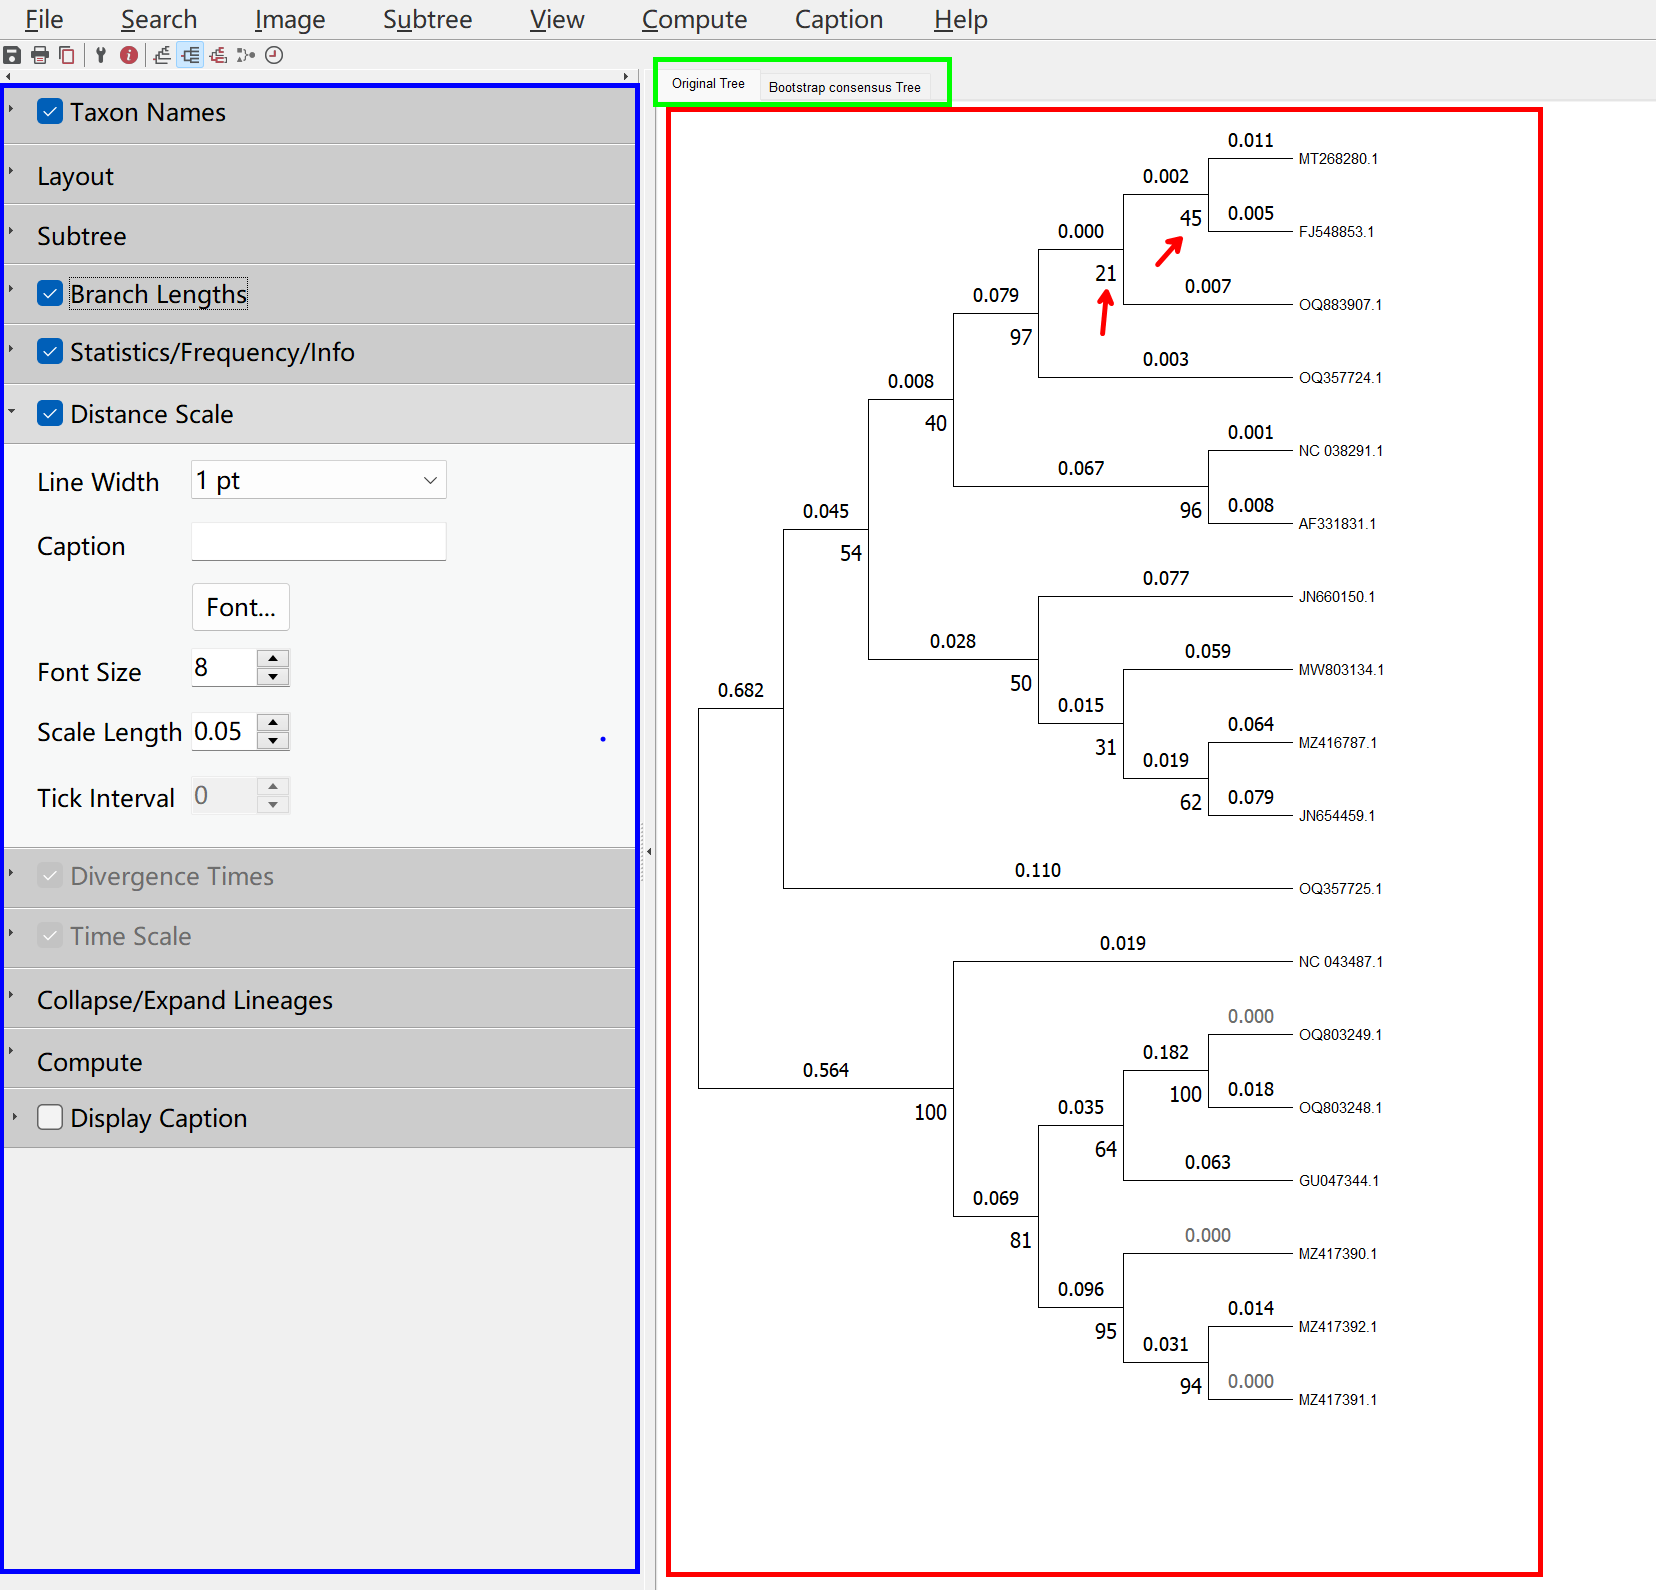 File Search Image Subtree View Compute Caption Help
Original Tree Bootstrap consensus Tree
Taxon Names
Layout
Subtree
Branch Lengths
Statistics/Frequency/Info
Distance Scale
Line Width 1 pt
Caption
Font...
Font Size 8
Scale Length 0.05
Tick Interval 0
Divergence Times
Time Scale
Collapse/Expand Lineages
Compute
Display Caption
0.011
MT268280.1
0.002
45
0.005
FJ548853.1
0.000
21
0.007
OQ883907.1
0.079
97
0.003
OQ357724.1
0.008
40
0.001
NC 038291.1
0.067
96
0.008
AF331831.1
0.045
54
0.077
JN660150.1
0.028
50
0.059
MW803134.1
0.015
31
0.064
MZ416787.1
0.019
62
0.079
JN654459.1
0.682
0.110
OQ357725.1
0.019
NC 043487.1
0.564
100
0.000
OQ803249.1
0.182
100
0.018
OQ803248.1
0.035
64
0.063
GU047344.1
0.069
81
0.000
MZ417390.1
0.096
95
0.014
MZ417392.1
0.031
94
0.000
MZ417391.1